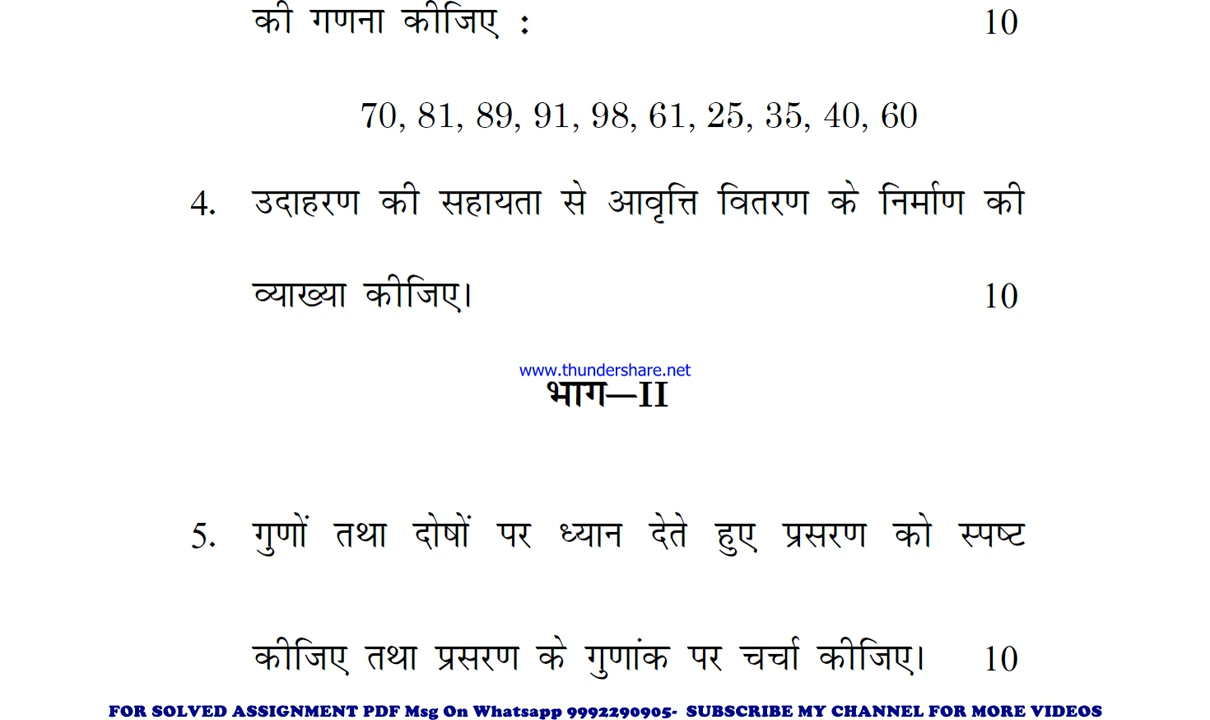 की गणना कीजिए : 10
70, 81, 89, 91, 98, 61, 25, 35, 40, 60
4. उदाहरण की सहायता से आवृत्ति वितरण के निर्माण की
व्याख्या कीजिए। 10
www.thundershare.net
भाग—II
5. गुणों तथा दोषों पर ध्यान देते हुए प्रसरण को स्पष्ट
कीजिए तथा प्रसरण के गुणांक पर चर्चा कीजिए। 10
FOR SOLVED ASSIGNMENT PDF Msg On Whatsapp 9992290905- SUBSCRIBE MY CHANNEL FOR MORE VIDEOS